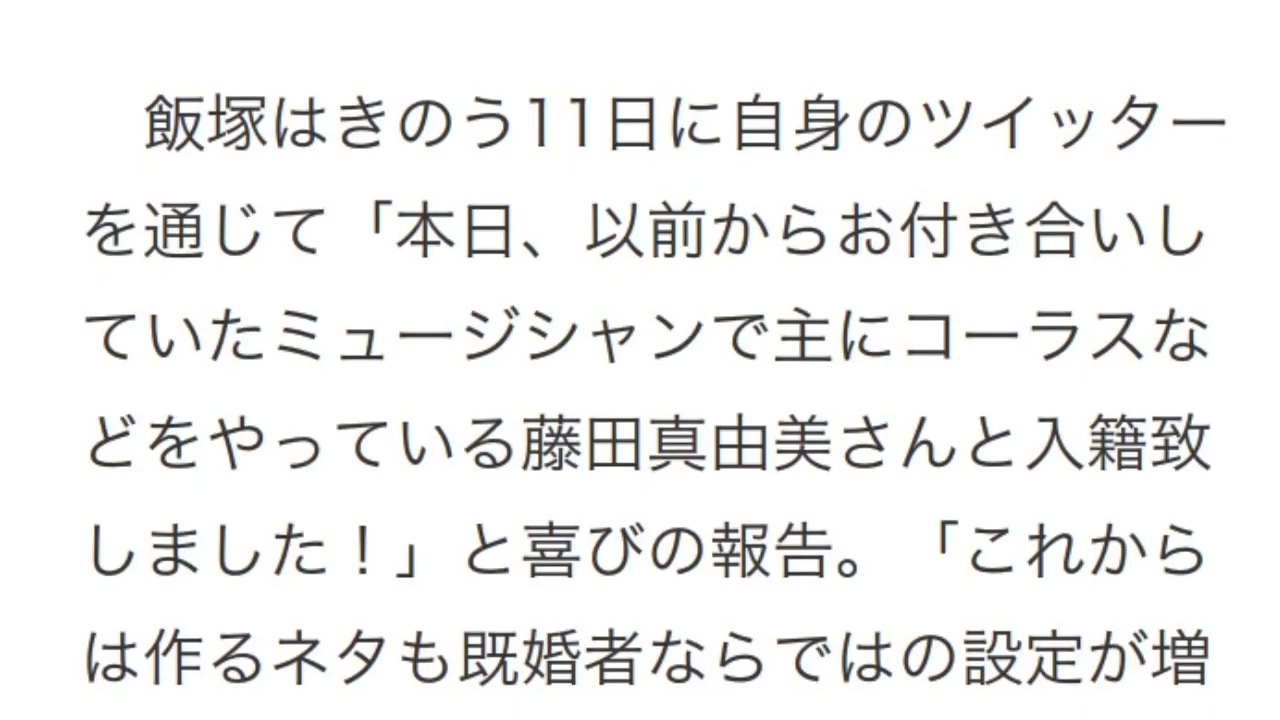 飯塚はきのう11日に自身のツイッター
を通じて「本日、以前からお付き合いし
ていたミュージシャンで主にコーラスな
どをやっている藤田真由美さんと入籍致
しました！」と喜びの報告。「これから
は作るネタも既婚者ならではの設定が増